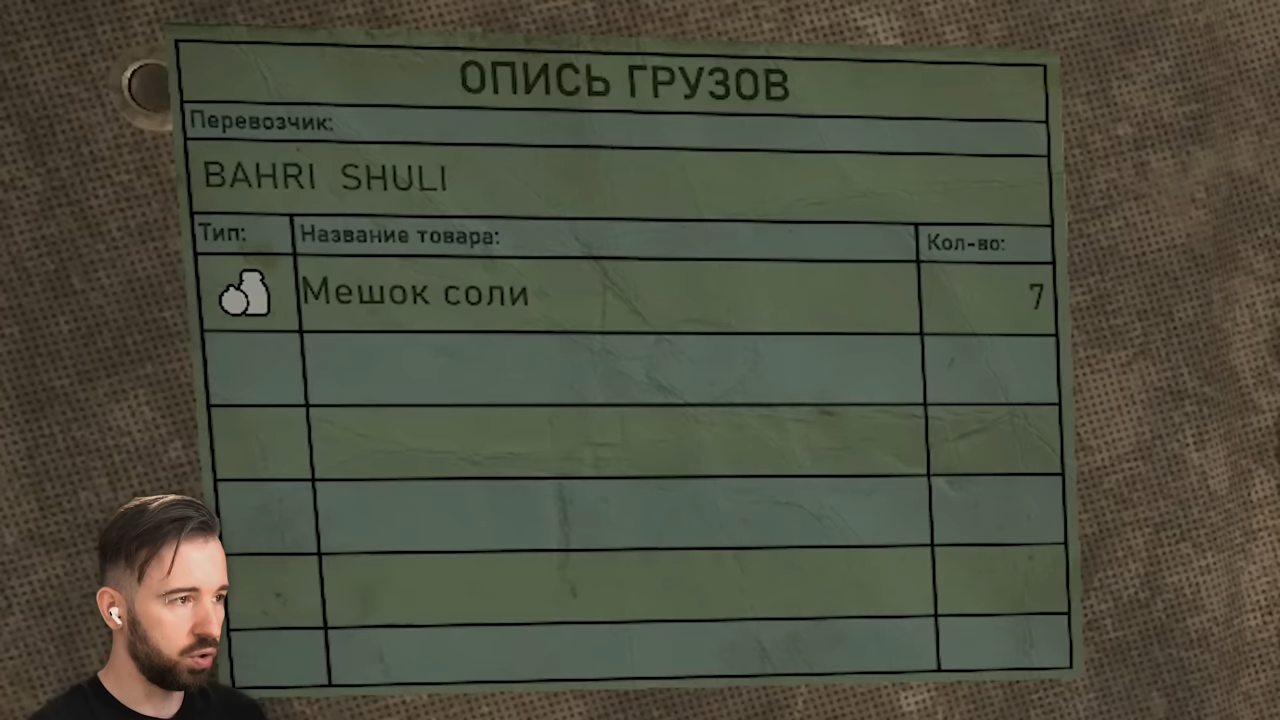 ОПИСЬ ГРУЗОВ
Перевозчик:
BAHRI SHULI
Тип: Название товара: Кол-во:
Мешок соли 7